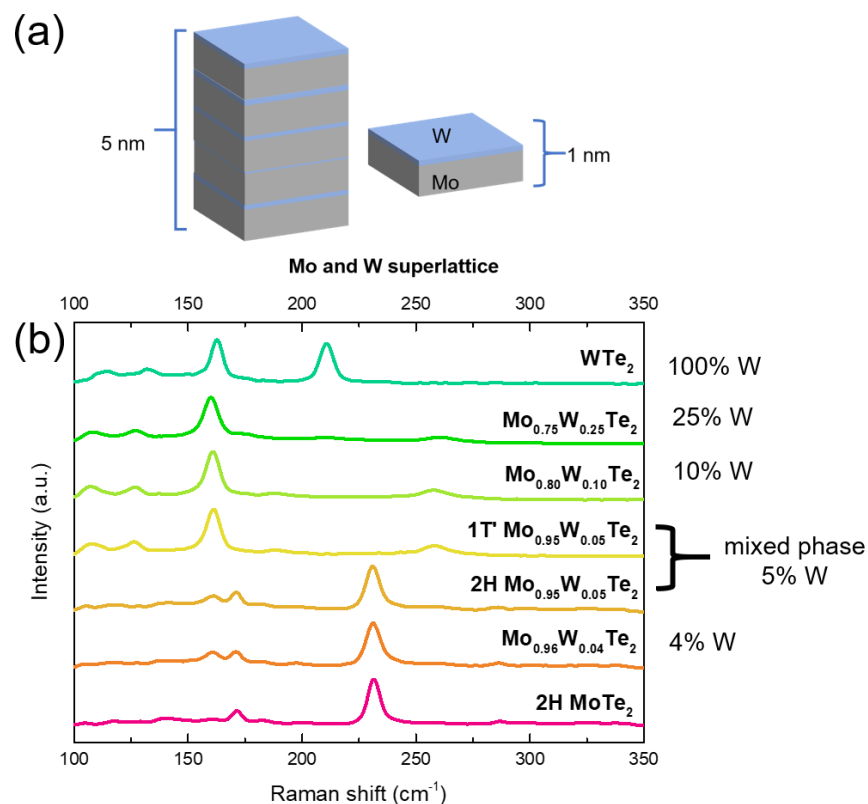 (a)
5 nm
W
Mo
1 nm
Mo and W superlattice
(b)
100 150 200 250 300 350
WTe₂ 100% W
Mo₀.₇₅W₀.₂₅Te₂ 25% W
Mo₀.₈₀W₀.₁₀Te₂ 10% W
1T' Mo₀.₉₅W₀.₀₅Te₂
mixed phase
5% W
2H Mo₀.₉₅W₀.₀₅Te₂
Mo₀.₉₆W₀.₀₄Te₂ 4% W
2H MoTe₂
Intensity (a.u.)
100 150 200 250 300 350
Raman shift (cm⁻¹)